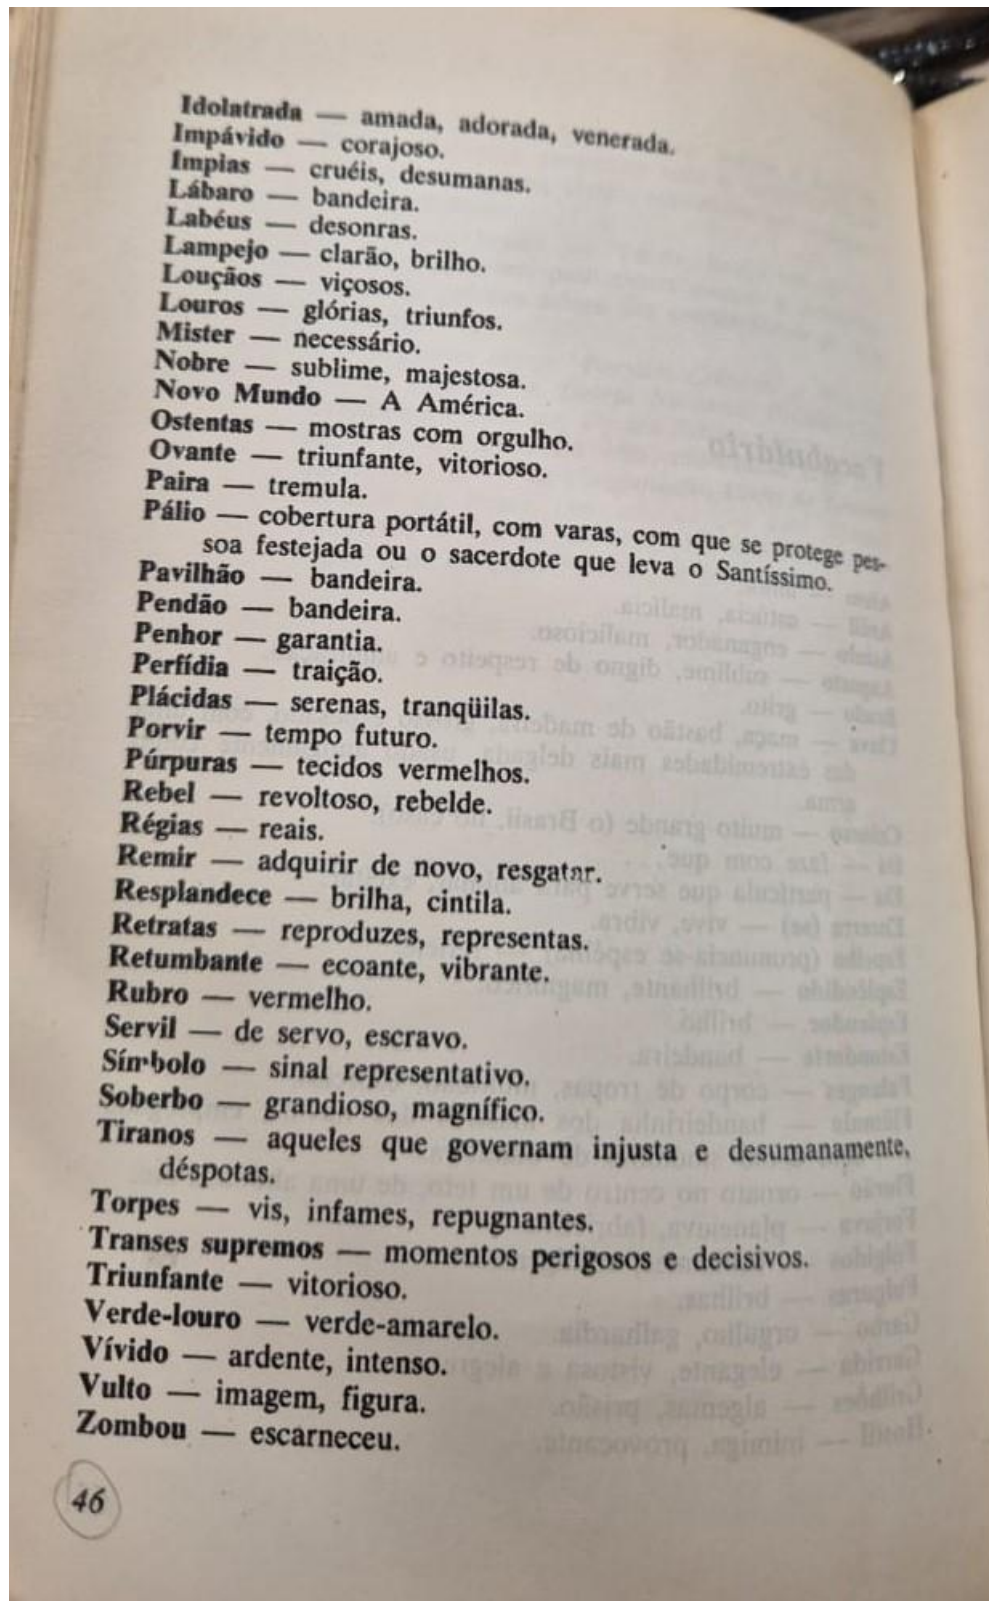 Idolatrada — amada, adorada, venerada.
Impávido — corajoso.
Ímpias — cruéis, desumanas.
Lábaro — bandeira.
Labéus — desonras.
Lampejo — clarão, brilho.
Louçãos — viçosos.
Louros — glórias, triunfos.
Mister — necessário.
Nobre — sublime, majestosa.
Novo Mundo — A América.
Ostentas — mostras com orgulho.
Ovante — triunfante, vitorioso.
Paira — tremula.
Pálio — cobertura portátil, com varas, com que se protege pes-
soa festejada ou o sacerdote que leva o Santíssimo.
Pavilhão — bandeira.
Pendão — bandeira.
Penhor — garantia.
Perfídia — traição.
Plácidas — serenas, tranqüilas.
Porvir — tempo futuro.
Púrpuras — tecidos vermelhos.
Rebel — revoltoso, rebelde.
Régias — reais.
Remir — adquirir de novo, resgatar.
Resplandece — brilha, cintila.
Retratas — reproduzes, representas.
Retumbante — ecoante, vibrante.
Rubro — vermelho.
Servil — de servo, escravo.
Símbolo — sinal representativo.
Soberbo — grandioso, magnífico.
Tiranos — aqueles que governam injusta e desumanamente,
déspotas.
Torpes — vis, infames, repugnantes.
Transes supremos — momentos perigosos e decisivos.
Triunfante — vitorioso.
Verde-louro — verde-amarelo.
Vívido — ardente, intenso.
Vulto — imagem, figura.
Zombou — escarneceu.
46